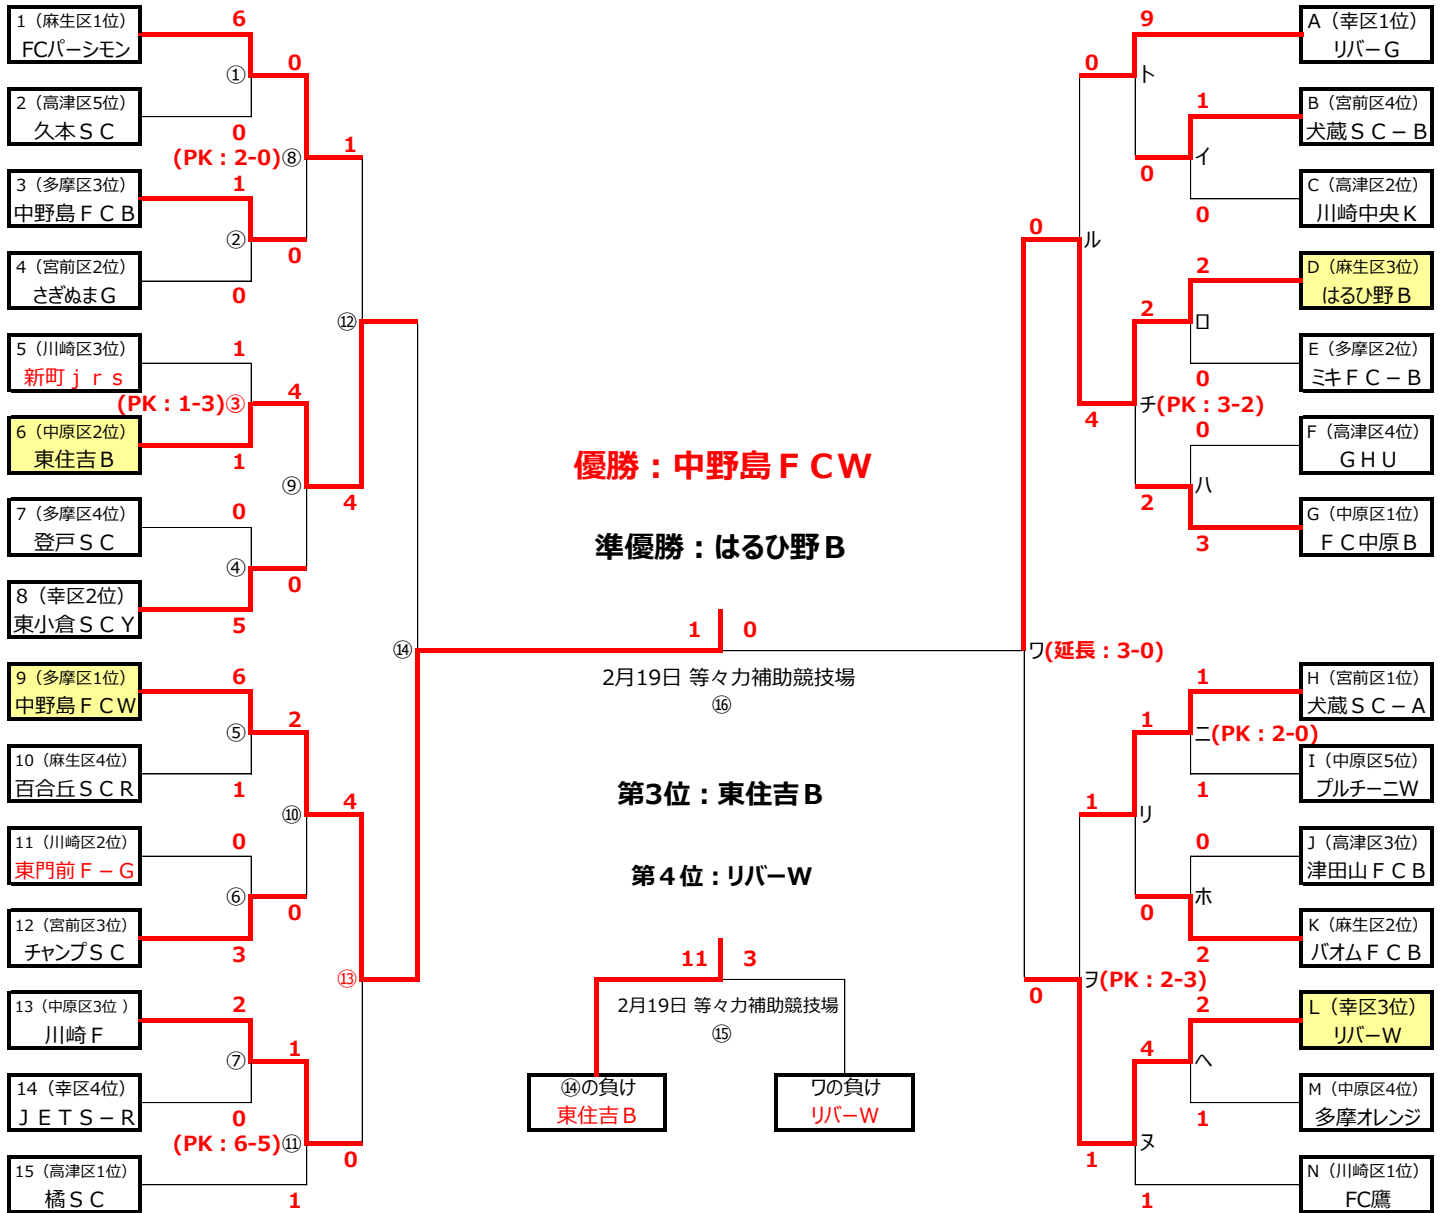 1（麻生区1位）
FCパーシモン
6
0
①
2（高津区5位）
久本ＳＣ
0
(PK：2-0)⑧
1
3（多摩区3位）
中野島ＦＣＢ
1
②
0
4（宮前区2位）
さぎぬまＧ
0
⑫
5（川崎区3位）
新町ｊｒｓ
1
4
(PK：1-3)③
6（中原区2位）
東住吉Ｂ
1
⑨
4
7（多摩区4位）
登戸ＳＣ
0
④
0
8（幸区2位）
東小倉ＳＣＹ
5
⑭
9（多摩区1位）
中野島ＦＣＷ
6
2
⑤
10（麻生区4位）
百合丘ＳＣＲ
1
⑩
4
11（川崎区2位）
東門前Ｆ－Ｇ
0
⑥
0
12（宮前区3位）
チャンプＳＣ
3
⑬
13（中原区3位 ）
川崎Ｆ
2
1
⑦
14（幸区4位）
ＪＥＴＳ－Ｒ
0
(PK：6-5)⑪
0
15（高津区1位）
橘ＳＣ
1
優勝：中野島ＦＣＷ
準優勝：はるひ野Ｂ
1 0
2月19日 等々力補助競技場
⑯
第3位：東住吉Ｂ
第４位：リバーＷ
11 3
2月19日 等々力補助競技場
⑮
⑭の負け
東住吉Ｂ
ワの負け
リバーＷ
9
A（幸区1位）
リバーＧ
0
ト
1
B（宮前区4位）
犬蔵ＳＣ－Ｂ
0
イ
C（高津区2位）
川崎中央Ｋ
0
0
ル
2
D（麻生区3位）
はるひ野Ｂ
2
ロ
E（多摩区2位）
ミキＦＣ－Ｂ
0
4
チ(PK：3-2)
0
F（高津区4位）
ＧＨＵ
2
ハ
G（中原区1位）
ＦＣ中原Ｂ
3
ワ(延長：3-0)
1
H（宮前区1位）
犬蔵ＳＣ－Ａ
1
ニ(PK：2-0)
I（中原区5位）
プルチーニＷ
1
1
リ
0
J（高津区3位）
津田山ＦＣＢ
0
ホ
K（麻生区2位）
バオムＦＣＢ
2
0
ヲ(PK：2-3)
2
L（幸区3位）
リバーＷ
4
ヘ
M（中原区4位）
多摩オレンジ
1
1
ヌ
N（川崎区1位）
FC鷹
1